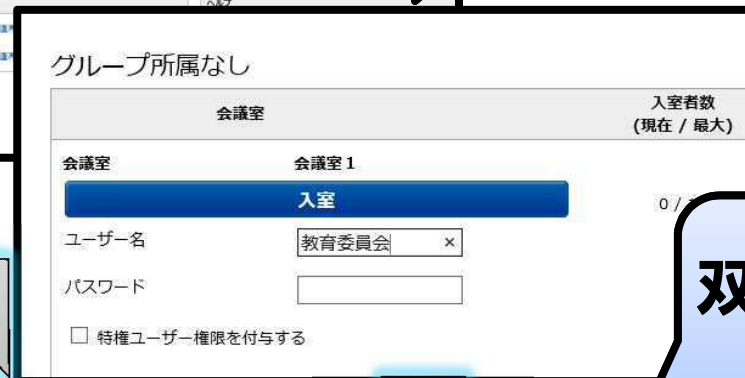 グループ所属なし
会議室
入室者数
(現在 / 最大)
会議室
会議室1
入室
0 /
ユーザー名
教育委員会
×
双
パスワード
特権ユーザー権限を付与する